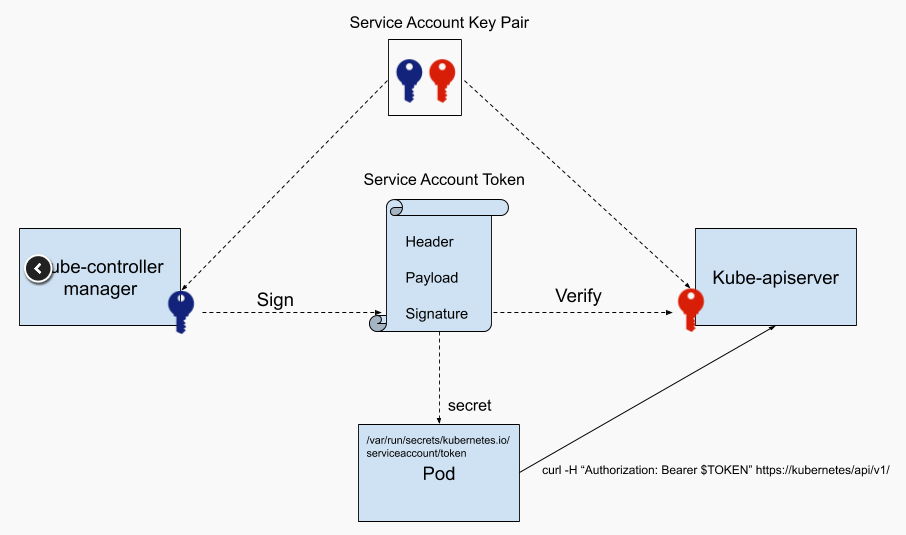 Service Account Key Pair
Service Account Token
Header
Payload
Signature
ube-controller
manager
Sign
Verify
Kube-apiserver
secret
/var/run/secrets/kubernetes.io/
serviceaccount/token
Pod
curl -H “Authorization: Bearer $TOKEN” https://kubernetes/api/v1/